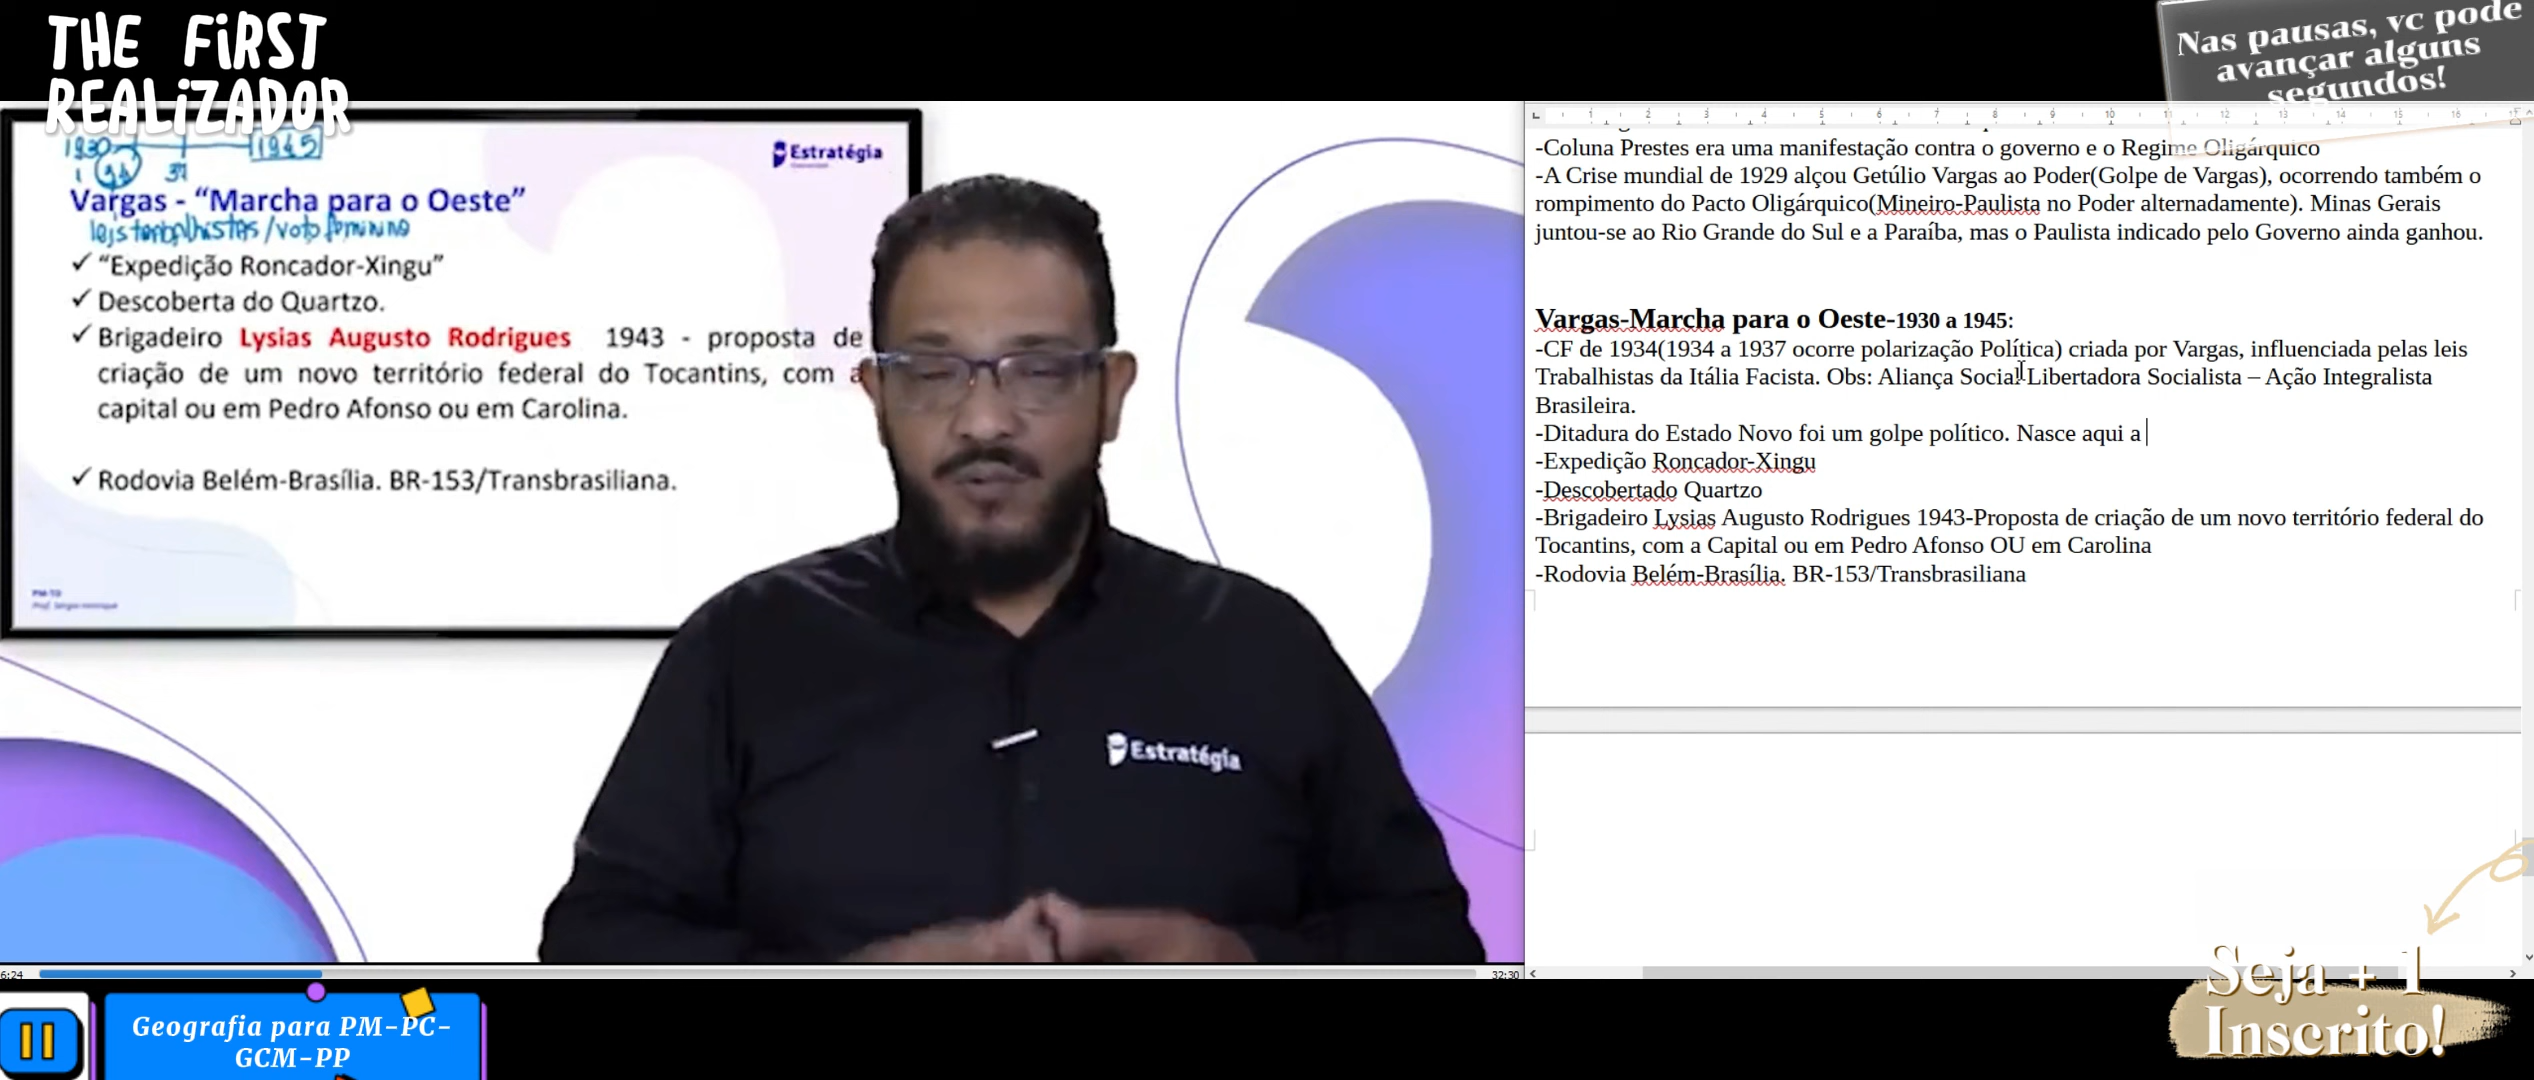 THE FiRST
REALiZADOR
Nas pausas, vc pode
avançar alguns
segundos!
1930
1945
37
Estratégia
Vargas - “Marcha para o Oeste”
leis trabalhistas /voto feminino
✓ “Expedição Roncador-Xingu”
✓ Descoberta do Quartzo.
✓ Brigadeiro Lysias Augusto Rodrigues 1943 - proposta de
criação de um novo território federal do Tocantins, com a
capital ou em Pedro Afonso ou em Carolina.
✓ Rodovia Belém-Brasília. BR-153/Transbrasiliana.
PM-TO
Estratégia
-Coluna Prestes era uma manifestação contra o governo e o Regime Oligárquico
-A Crise mundial de 1929 alçou Getúlio Vargas ao Poder(Golpe de Vargas), ocorrendo também o
rompimento do Pacto Oligárquico(Mineiro-Paulista no Poder alternadamente). Minas Gerais
juntou-se ao Rio Grande do Sul e a Paraíba, mas o Paulista indicado pelo Governo ainda ganhou.
Vargas-Marcha para o Oeste-1930 a 1945:
-CF de 1934(1934 a 1937 ocorre polarização Política) criada por Vargas, influenciada pelas leis
Trabalhistas da Itália Facista. Obs: Aliança Social Libertadora Socialista – Ação Integralista
Brasileira.
-Ditadura do Estado Novo foi um golpe político. Nasce aqui a
-Expedição Roncador-Xingu
-Descobertado Quartzo
-Brigadeiro Lysias Augusto Rodrigues 1943-Proposta de criação de um novo território federal do
Tocantins, com a Capital ou em Pedro Afonso OU em Carolina
-Rodovia Belém-Brasília. BR-153/Transbrasiliana
6:24
32:30
Geografia para PM-PC-
GCM-PP
Seja + 1
Inscrito!